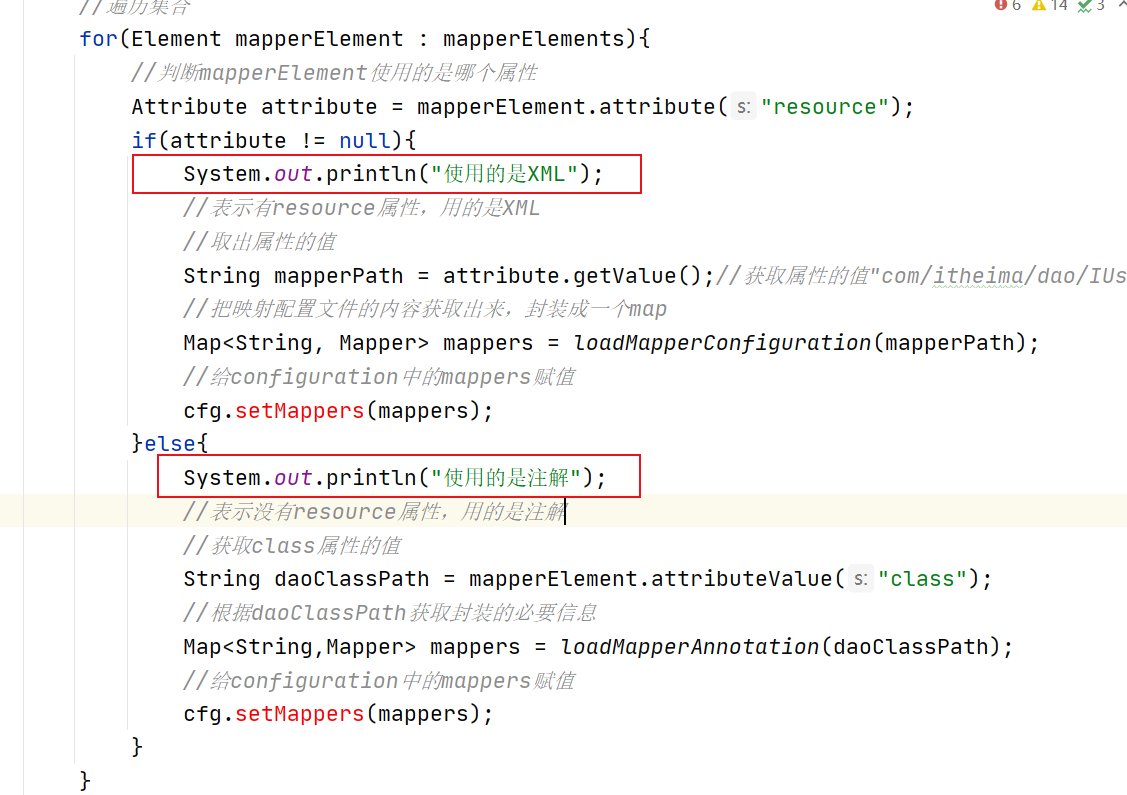 //遍历集合
6 14 3
for(Element mapperElement : mapperElements){
//判断mapperElement使用的是哪个属性
Attribute attribute = mapperElement.attribute( s: "resource");
if(attribute != null){
System.out.println("使用的是XML");
//表示有resource属性，用的是XML
//取出属性的值
String mapperPath = attribute.getValue();//获取属性的值"com/itheima/dao/IUs
//把映射配置文件的内容获取出来，封装成一个map
Map<String, Mapper> mappers = loadMapperConfiguration(mapperPath);
//给configuration中的mappers赋值
cfg.setMappers(mappers);
}else{
System.out.println("使用的是注解");
//表示没有resource属性，用的是注解
//获取class属性的值
String daoClassPath = mapperElement.attributeValue( s: "class");
//根据daoClassPath获取封装的必要信息
Map<String,Mapper> mappers = loadMapperAnnotation(daoClassPath);
//给configuration中的mappers赋值
cfg.setMappers(mappers);
}
}